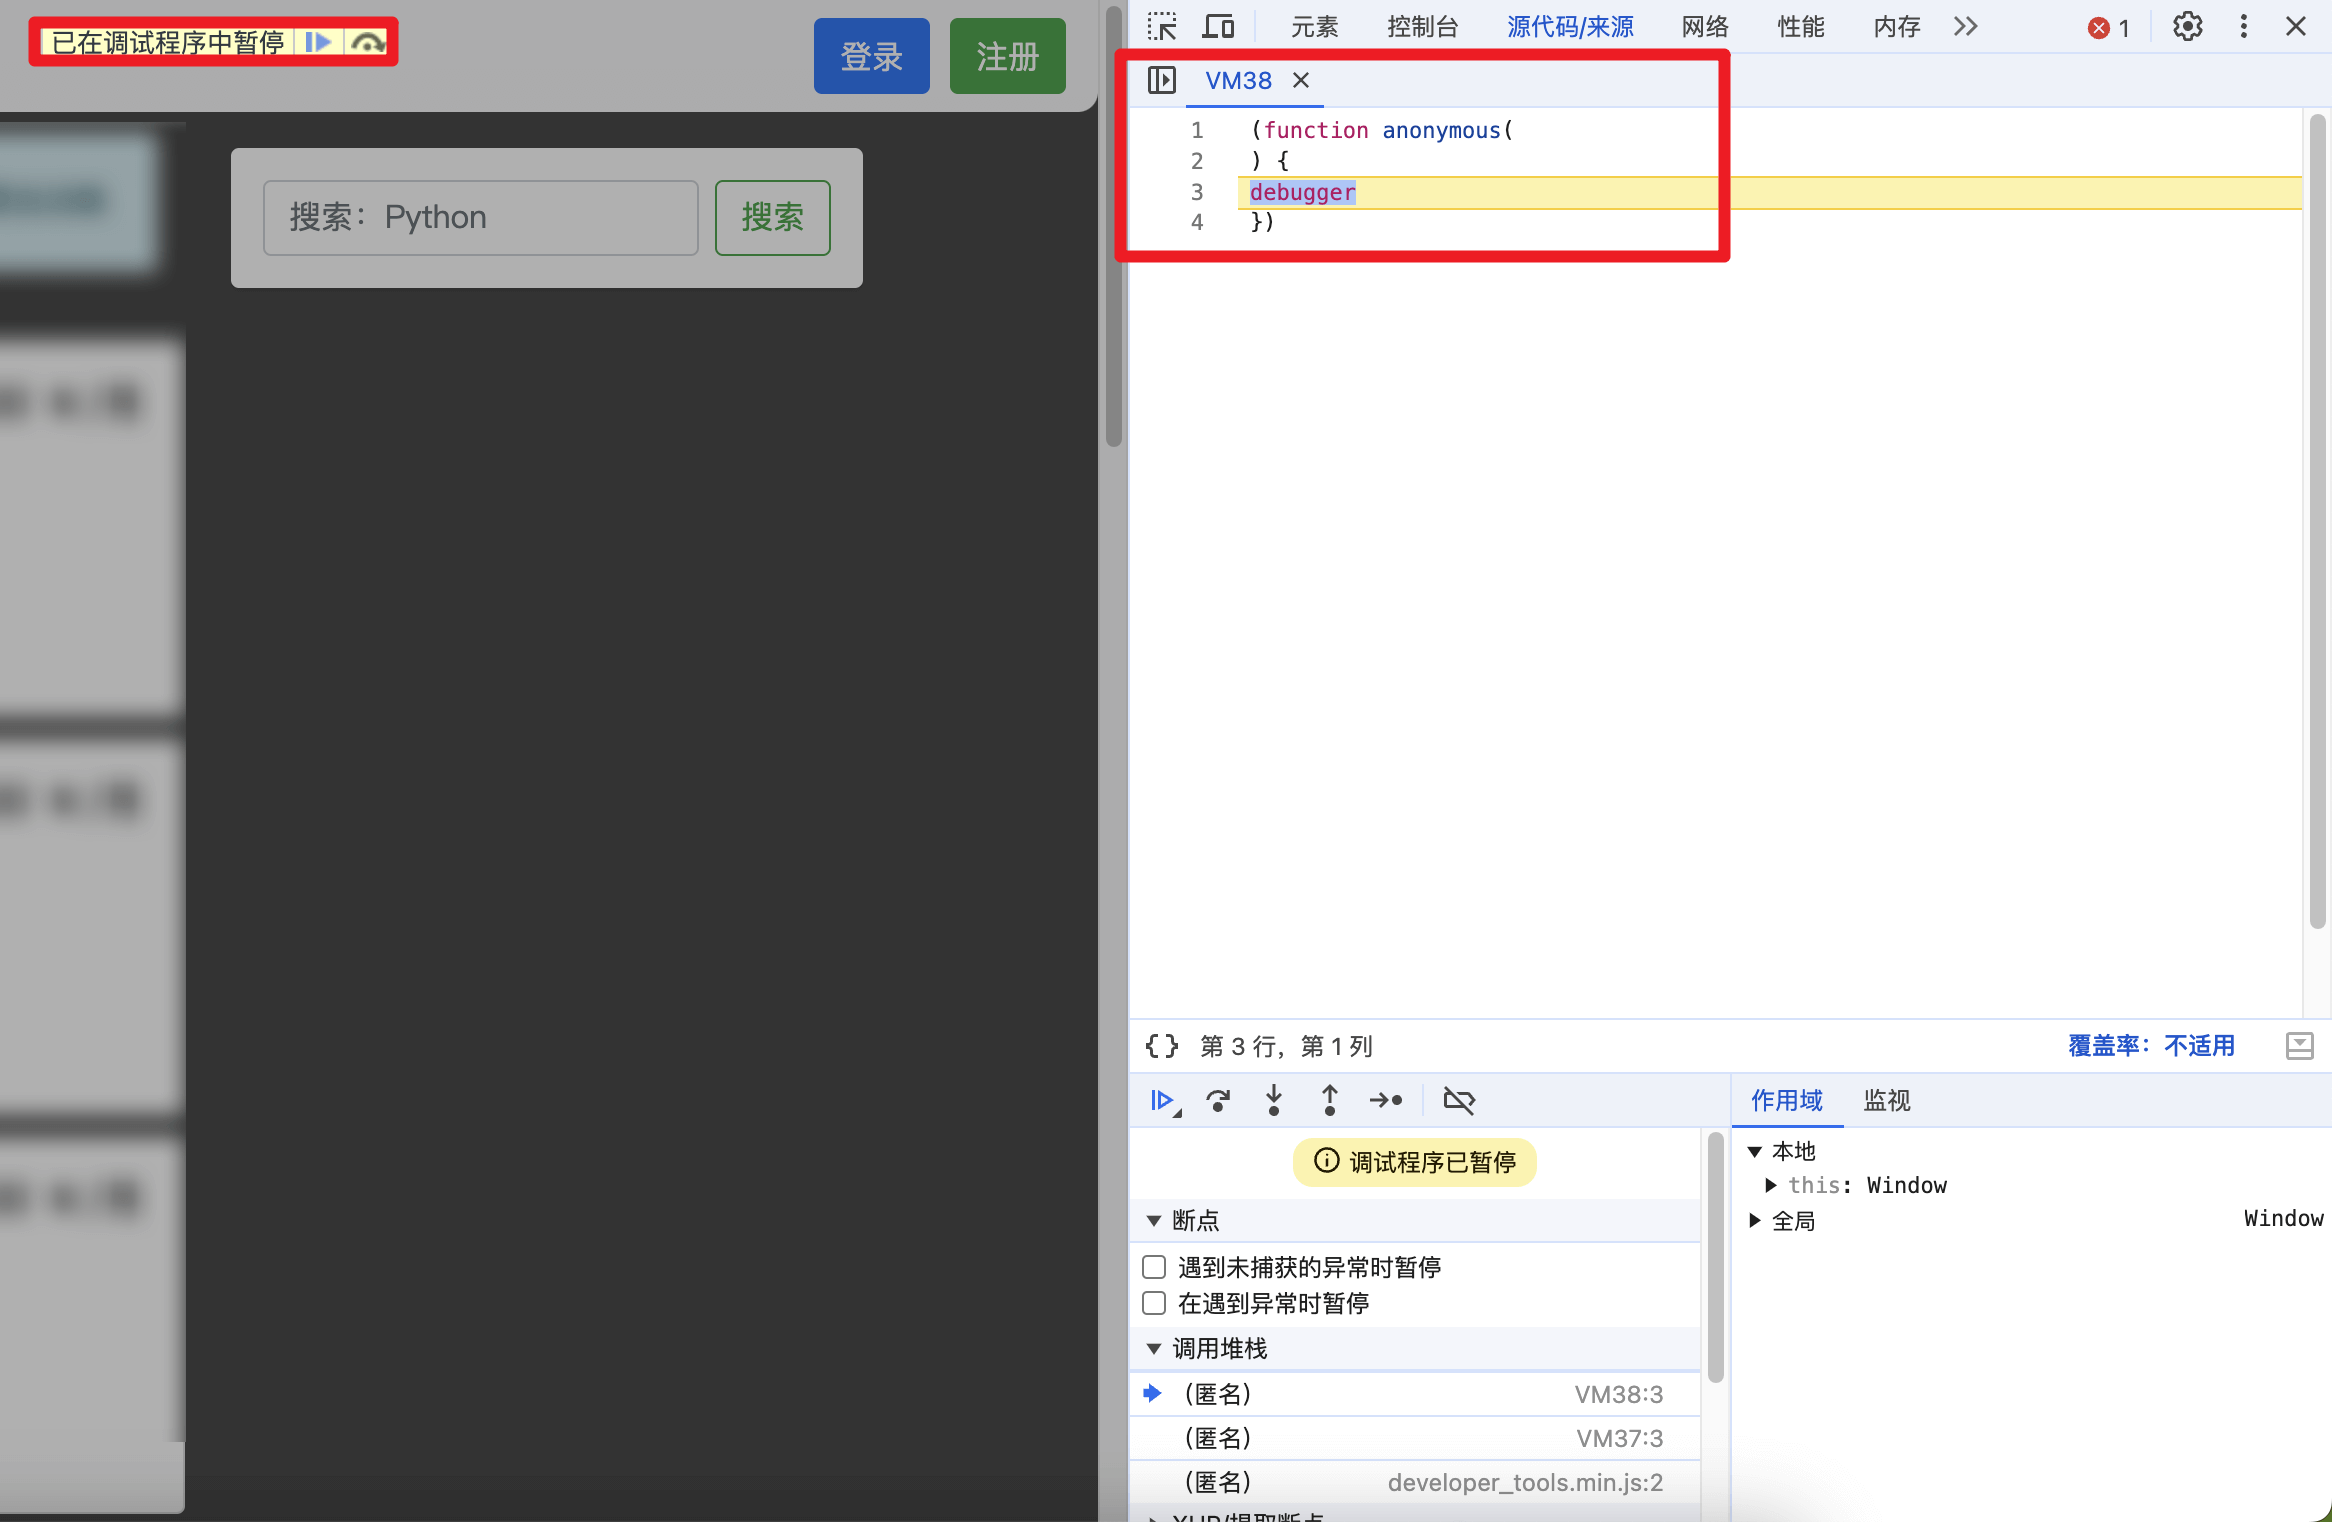 已在调试程序中暂停
登录
注册
搜索：Python
搜索
元素
控制台
源代码/来源
网络
性能
内存
1
VM38
1 (function anonymous(
2 ) {
3 debugger
4 })
{ } 第 3 行，第 1 列
覆盖率：不适用
调试程序已暂停
断点
遇到未捕获的异常时暂停
在遇到异常时暂停
调用堆栈
(匿名) VM38:3
(匿名) VM37:3
(匿名) developer_tools.min.js:2
XHR/提取断点
作用域
监视
本地
this: Window
全局 Window